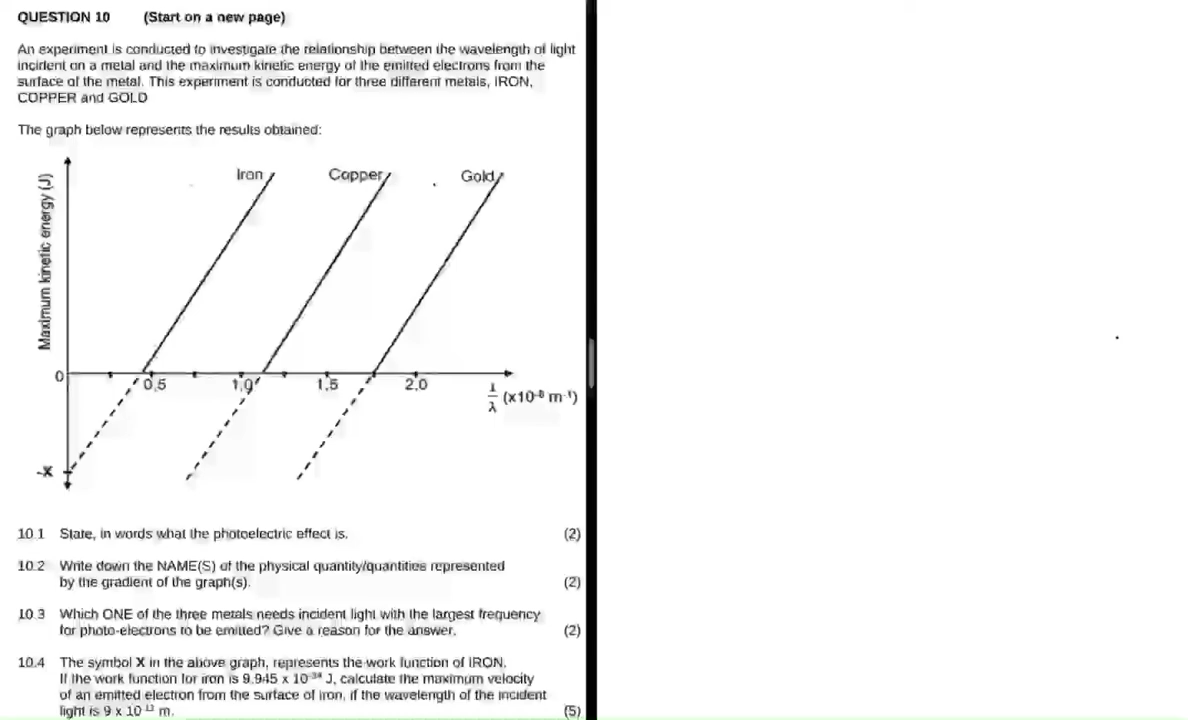 QUESTION 10 (Start on a new page)
An experiment is conducted to investigate the relationship between the wavelength of light
incident on a metal and the maximum kinetic energy of the emitted electrons from the
surface of the metal. This experiment is conducted for three different metals, IRON,
COPPER and GOLD
The graph below represents the results obtained:
Maximum kinetic energy (J)
Iron Copper Gold
0 0,5 1,0 1,5 2,0
1/λ (x10⁻⁸ m⁻¹)
-X
10.1 State, in words what the photoelectric effect is. (2)
10.2 Write down the NAME(S) of the physical quantity/quantities represented
by the gradient of the graph(s). (2)
10.3 Which ONE of the three metals needs incident light with the largest frequency
for photo-electrons to be emitted? Give a reason for the answer. (2)
10.4 The symbol X in the above graph, represents the work function of IRON.
If the work function for iron is 9.945 x 10 J, calculate the maximum velocity
of an emitted electron from the surface of iron, if the wavelength of the incident
light is 9 x 10 m. (5)